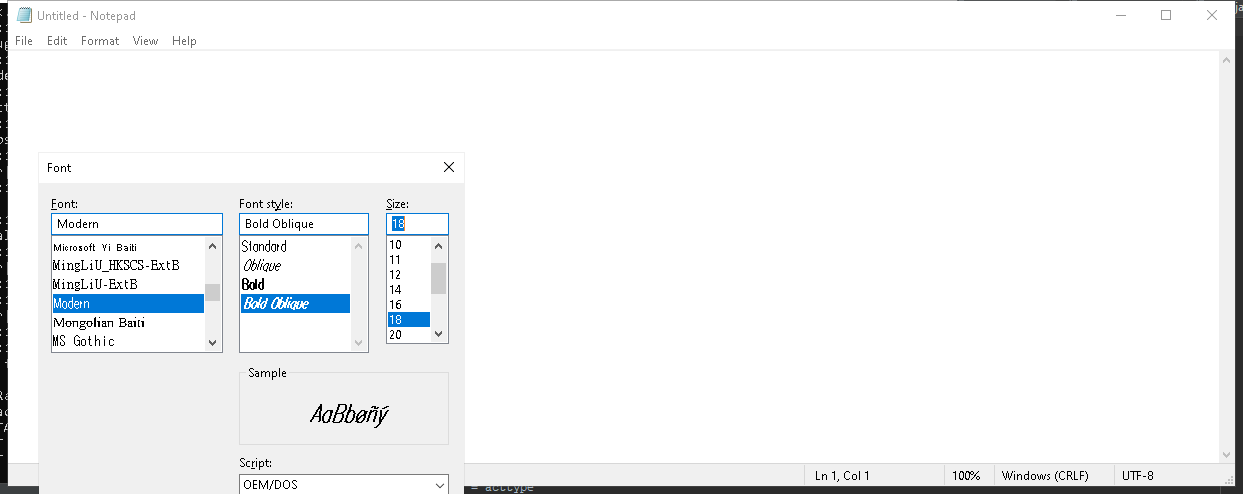 Untitled - Notepad
File Edit Format View Help
Font
Font: Font style: Size:
Modern Bold Oblique 18
Microsoft Yi Baiti Standard 10
MingLiU_HKSCS-ExtB Oblique 11
MingLiU-ExtB Bold 12
Modern Bold Oblique 14
Mongolian Baiti 16
MS Gothic 18
20
Sample
AaBbøñý
Script:
OEM/DOS
Ln 1, Col 1 100% Windows (CRLF) UTF-8
= acctype